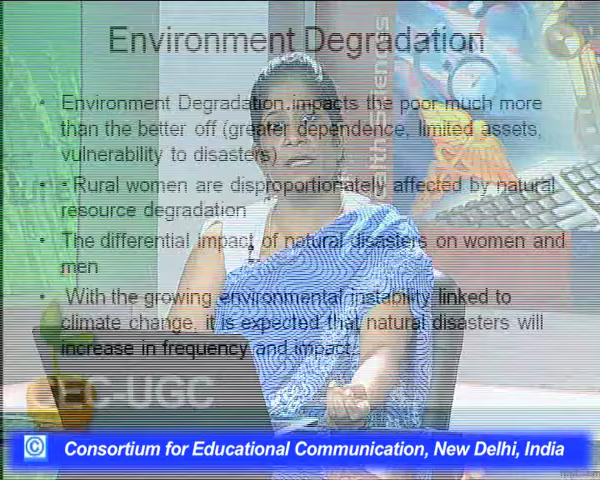 Environment Degradation
• Environment Degradation impacts the poor much more
than the better off (greater dependence, limited assets,
vulnerability to disasters)
• • Rural women are disproportionately affected by natural
resource degradation
• The differential impact of natural disasters on women and
men
• With the growing environmental instability linked to
climate change, it is expected that natural disasters will
increase in frequency and impact.
CEC-UGC
© Consortium for Educational Communication, New Delhi, India